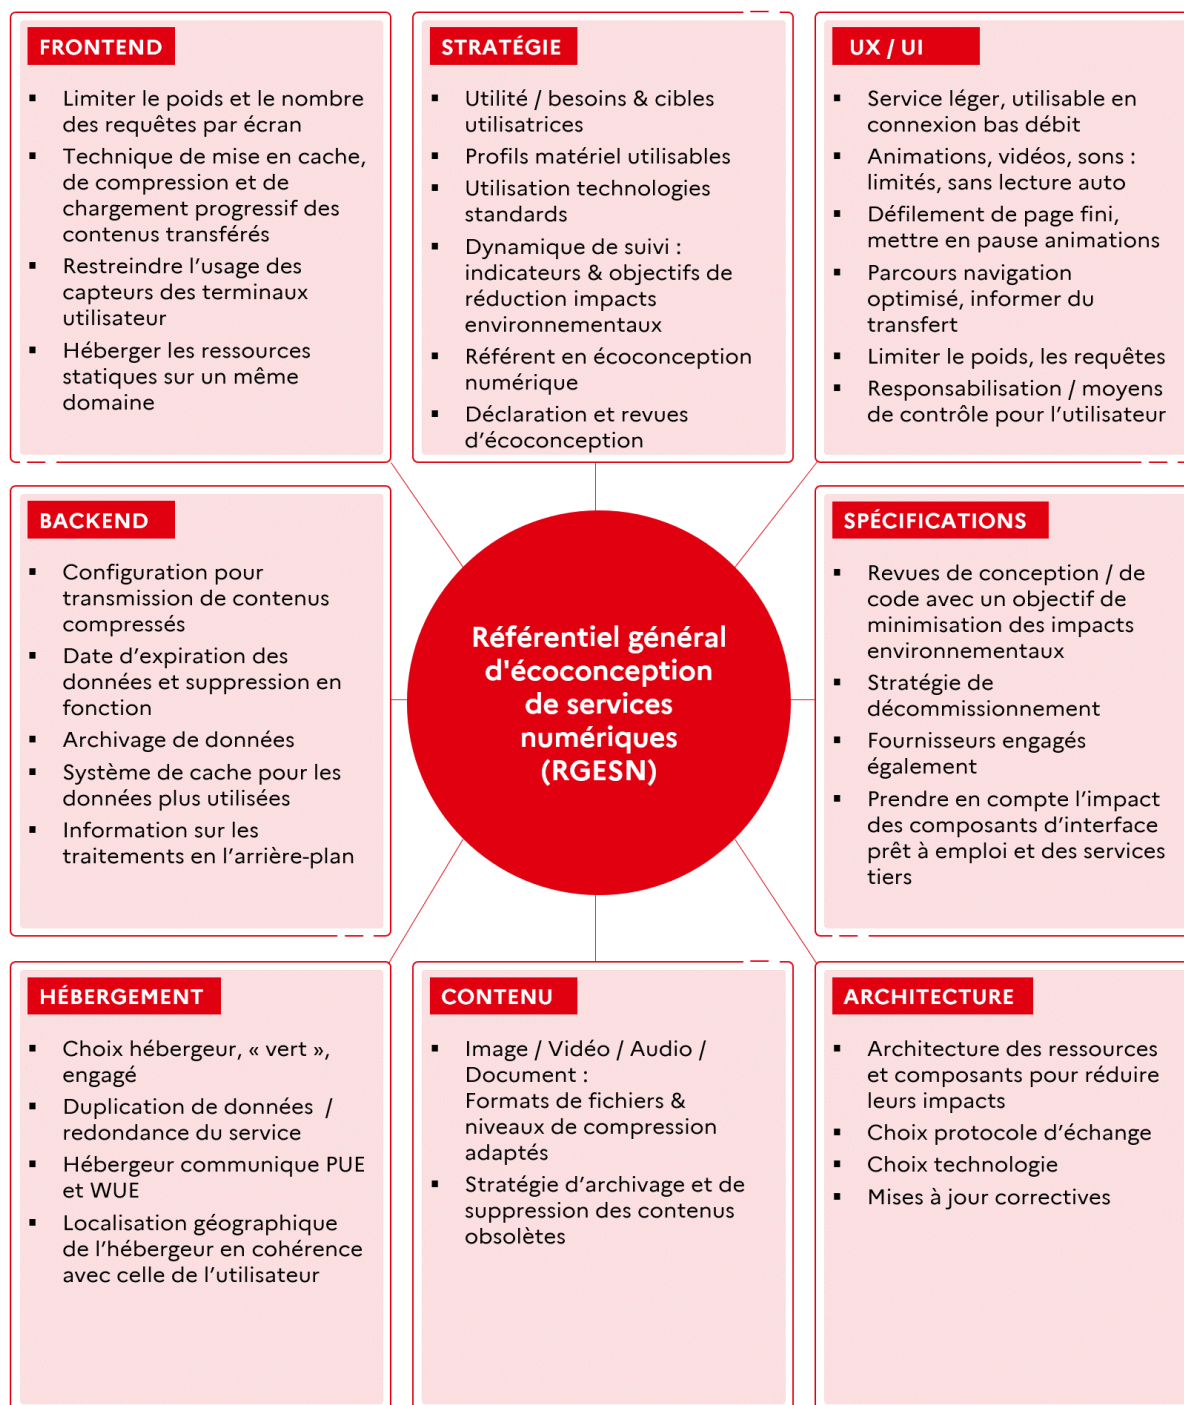 FRONTEND
▪ Limiter le poids et le nombre
des requêtes par écran
▪ Technique de mise en cache,
de compression et de
chargement progressif des
contenus transférés
▪ Restreindre l’usage des
capteurs des terminaux
utilisateur
▪ Héberger les ressources
statiques sur un même
domaine
STRATÉGIE
▪ Utilité / besoins & cibles
utilisatrices
▪ Profils matériel utilisables
▪ Utilisation technologies
standards
▪ Dynamique de suivi :
indicateurs & objectifs de
réduction impacts
environnementaux
▪ Référent en écoconception
numérique
▪ Déclaration et revues
d’écoconception
UX / UI
▪ Service léger, utilisable en
connexion bas débit
▪ Animations, vidéos, sons :
limités, sans lecture auto
▪ Défilement de page fini,
mettre en pause animations
▪ Parcours navigation
optimisé, informer du
transfert
▪ Limiter le poids, les requêtes
▪ Responsabilisation / moyens
de contrôle pour l’utilisateur
BACKEND
▪ Configuration pour
transmission de contenus
compressés
▪ Date d’expiration des
données et suppression en
fonction
▪ Archivage de données
▪ Système de cache pour les
données plus utilisées
▪ Information sur les
traitements en l’arrière-plan
Référentiel général
d'écoconception
de services
numériques
(RGESN)
SPÉCIFICATIONS
▪ Revues de conception / de
code avec un objectif de
minimisation des impacts
environnementaux
▪ Stratégie de
décommissionnement
▪ Fournisseurs engagés
également
▪ Prendre en compte l’impact
des composants d’interface
prêt à emploi et des services
tiers
HÉBERGEMENT
▪ Choix hébergeur, « vert »,
engagé
▪ Duplication de données /
redondance du service
▪ Hébergeur communique PUE
et WUE
▪ Localisation géographique
de l’hébergeur en cohérence
avec celle de l’utilisateur
CONTENU
▪ Image / Vidéo / Audio /
Document :
Formats de fichiers &
niveaux de compression
adaptés
▪ Stratégie d’archivage et de
suppression des contenus
obsolètes
ARCHITECTURE
▪ Architecture des ressources
et composants pour réduire
leurs impacts
▪ Choix protocole d’échange
▪ Choix technologie
▪ Mises à jour correctives